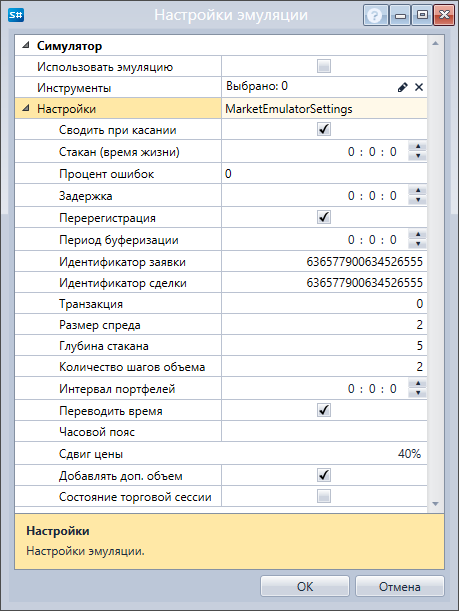 S# Настройки эмуляции ?
Симулятор
Использовать эмуляцию
Инструменты Выбрано: 0
Настройки MarketEmulatorSettings
Сводить при касании
Стакан (время жизни) 0 : 0 : 0
Процент ошибок 0
Задержка 0 : 0 : 0
Перерегистрация
Период буферизации 0 : 0 : 0
Идентификатор заявки 636577900634526555
Идентификатор сделки 636577900634526555
Транзакция 0
Размер спреда 2
Глубина стакана 5
Количество шагов объема 2
Интервал портфелей 0 : 0 : 0
Переводить время
Часовой пояс
Сдвиг цены 40%
Добавлять доп. объем
Состояние торговой сессии
Настройки
Настройки эмуляции.
OK Отмена